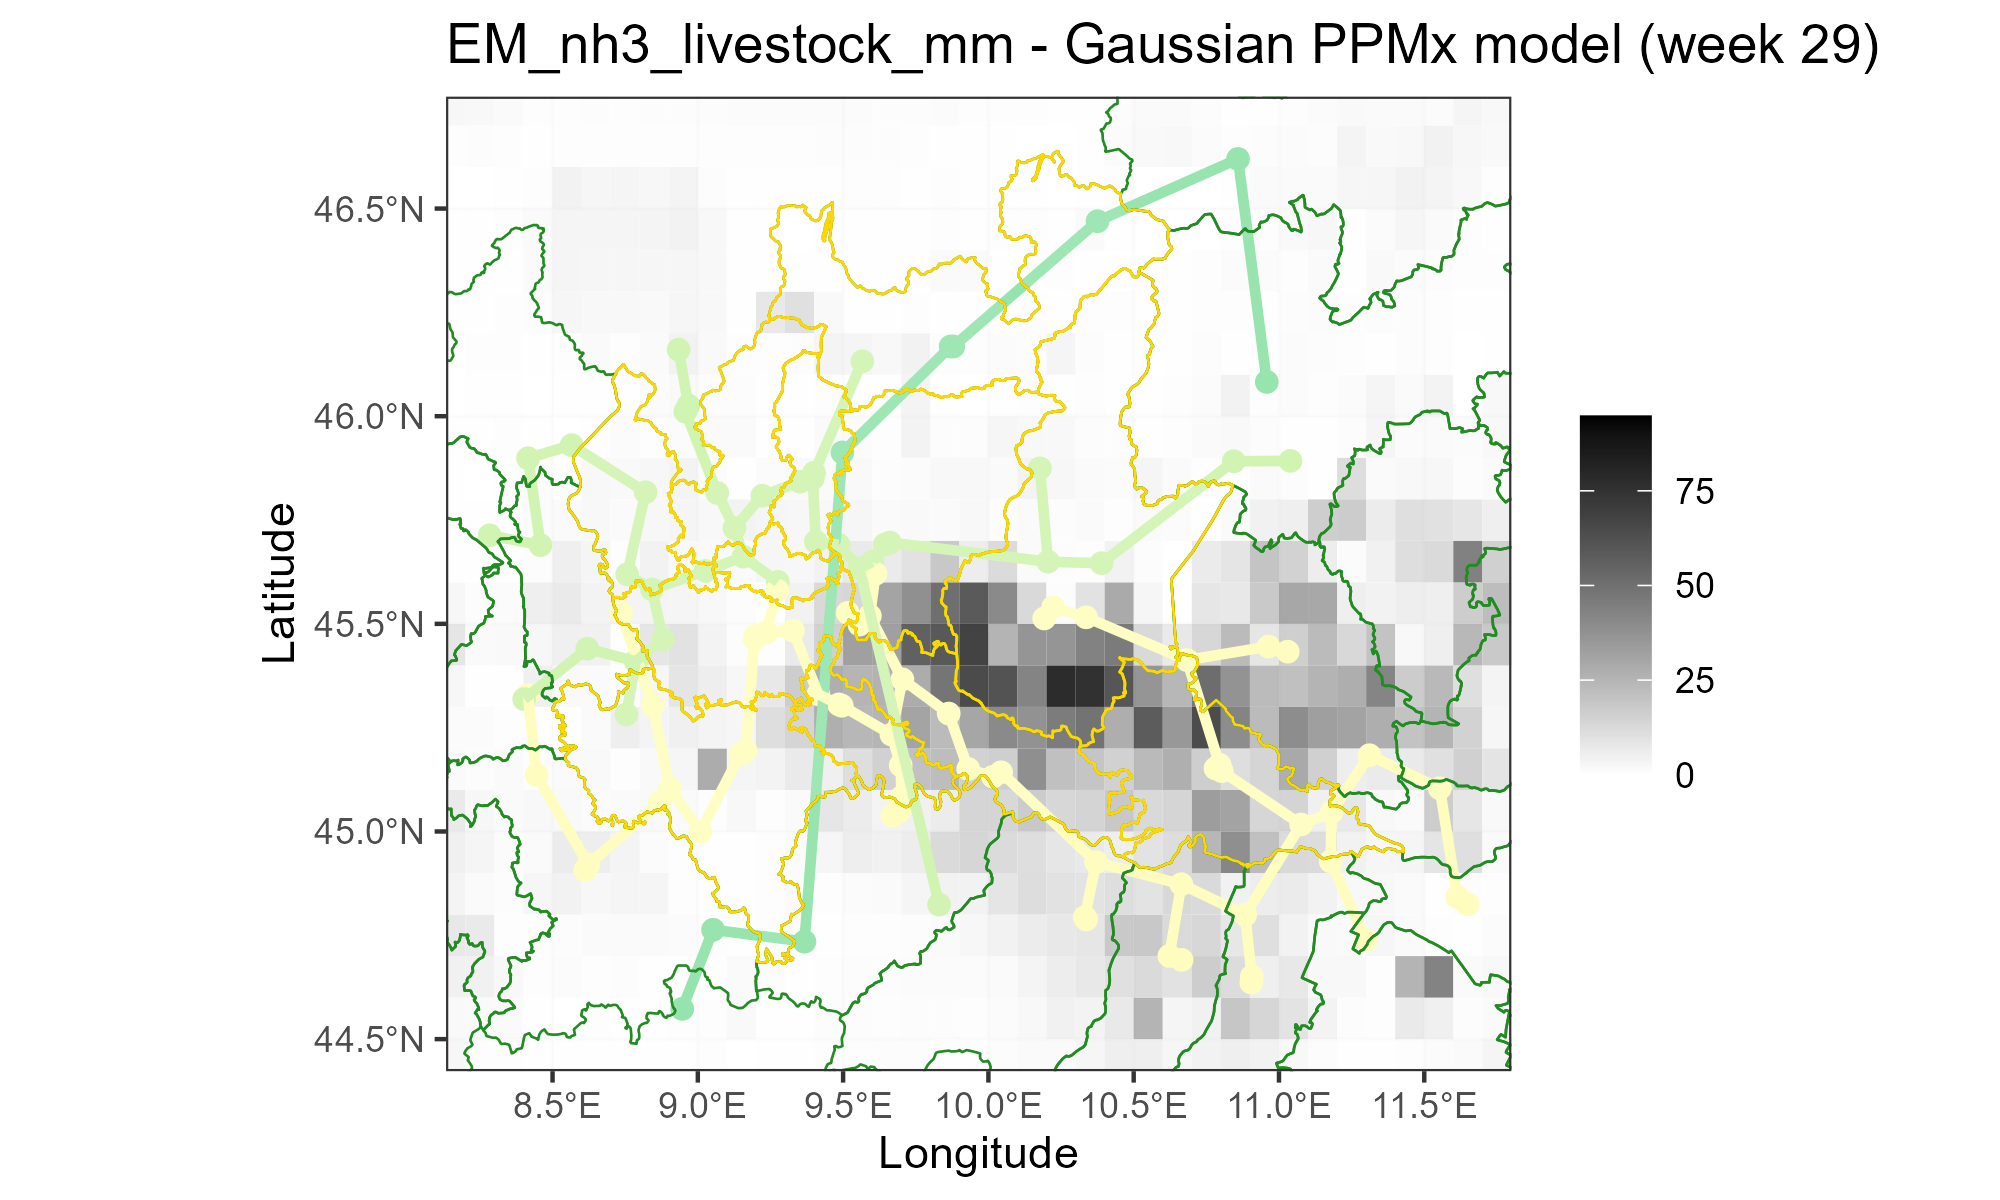 EM_nh3_livestock_mm - Gaussian PPMx model (week 29)
46.5°N
46.0°N
45.5°N
45.0°N
44.5°N
Latitude
8.5°E
9.0°E
9.5°E
10.0°E
10.5°E
11.0°E
11.5°E
Longitude
75
50
25
0